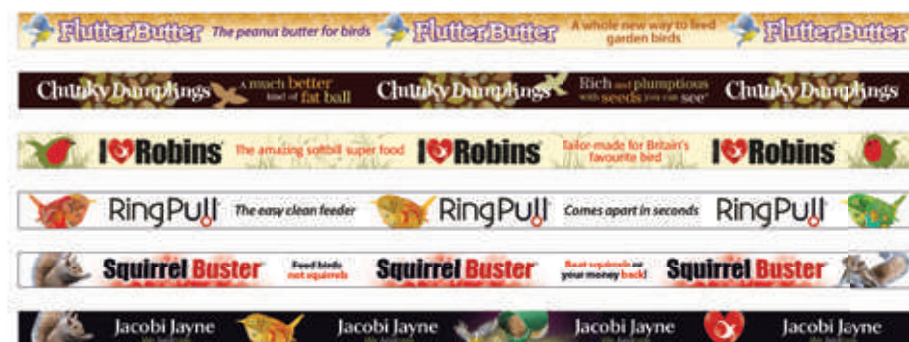 FlutterButter The peanut butter for birds FlutterButter A whole new way to feed garden birds FlutterButter
Chunky Dumplings A much better kind of fat ball Chunky Dumplings Rich and plumptious with seeds you can see" Chunky Dumplings
I Robins The amazing softbill super food I Robins Tailor-made for Britain's favourite bird I Robins
RingPull The easy clean feeder RingPull Comes apart in seconds RingPull
Squirrel Buster Feed birds not squirrels Squirrel Buster Beat squirrels or your money back! Squirrel Buster
Jacobi Jayne Jacobi Jayne Jacobi Jayne Jacobi Jayne